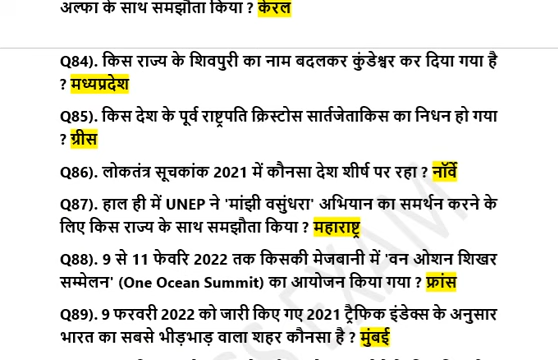 अल्फा के साथ समझौता किया ? केरल
Q84). किस राज्य के शिवपुरी का नाम बदलकर कुंडेश्वर कर दिया गया है
? मध्यप्रदेश
Q85). किस देश के पूर्व राष्ट्रपति क्रिस्टोस सार्तजेताकिस का निधन हो गया
? ग्रीस
Q86). लोकतंत्र सूचकांक 2021 में कौनसा देश शीर्ष पर रहा ? नॉर्वे
Q87). हाल ही में UNEP ने 'मांझी वसुंधरा' अभियान का समर्थन करने के
लिए किस राज्य के साथ समझौता किया ? महाराष्ट्र
Q88). 9 से 11 फेवरि 2022 तक किसकी मेजबानी में 'वन ओशन शिखर
सम्मेलन' (One Ocean Summit) का आयोजन किया गया ? फ्रांस
Q89). 9 फरवरी 2022 को जारी किए गए 2021 ट्रैफिक इंडेक्स के अनुसार
भारत का सबसे भीड़भाड़ वाला शहर कौनसा है ? मुंबई